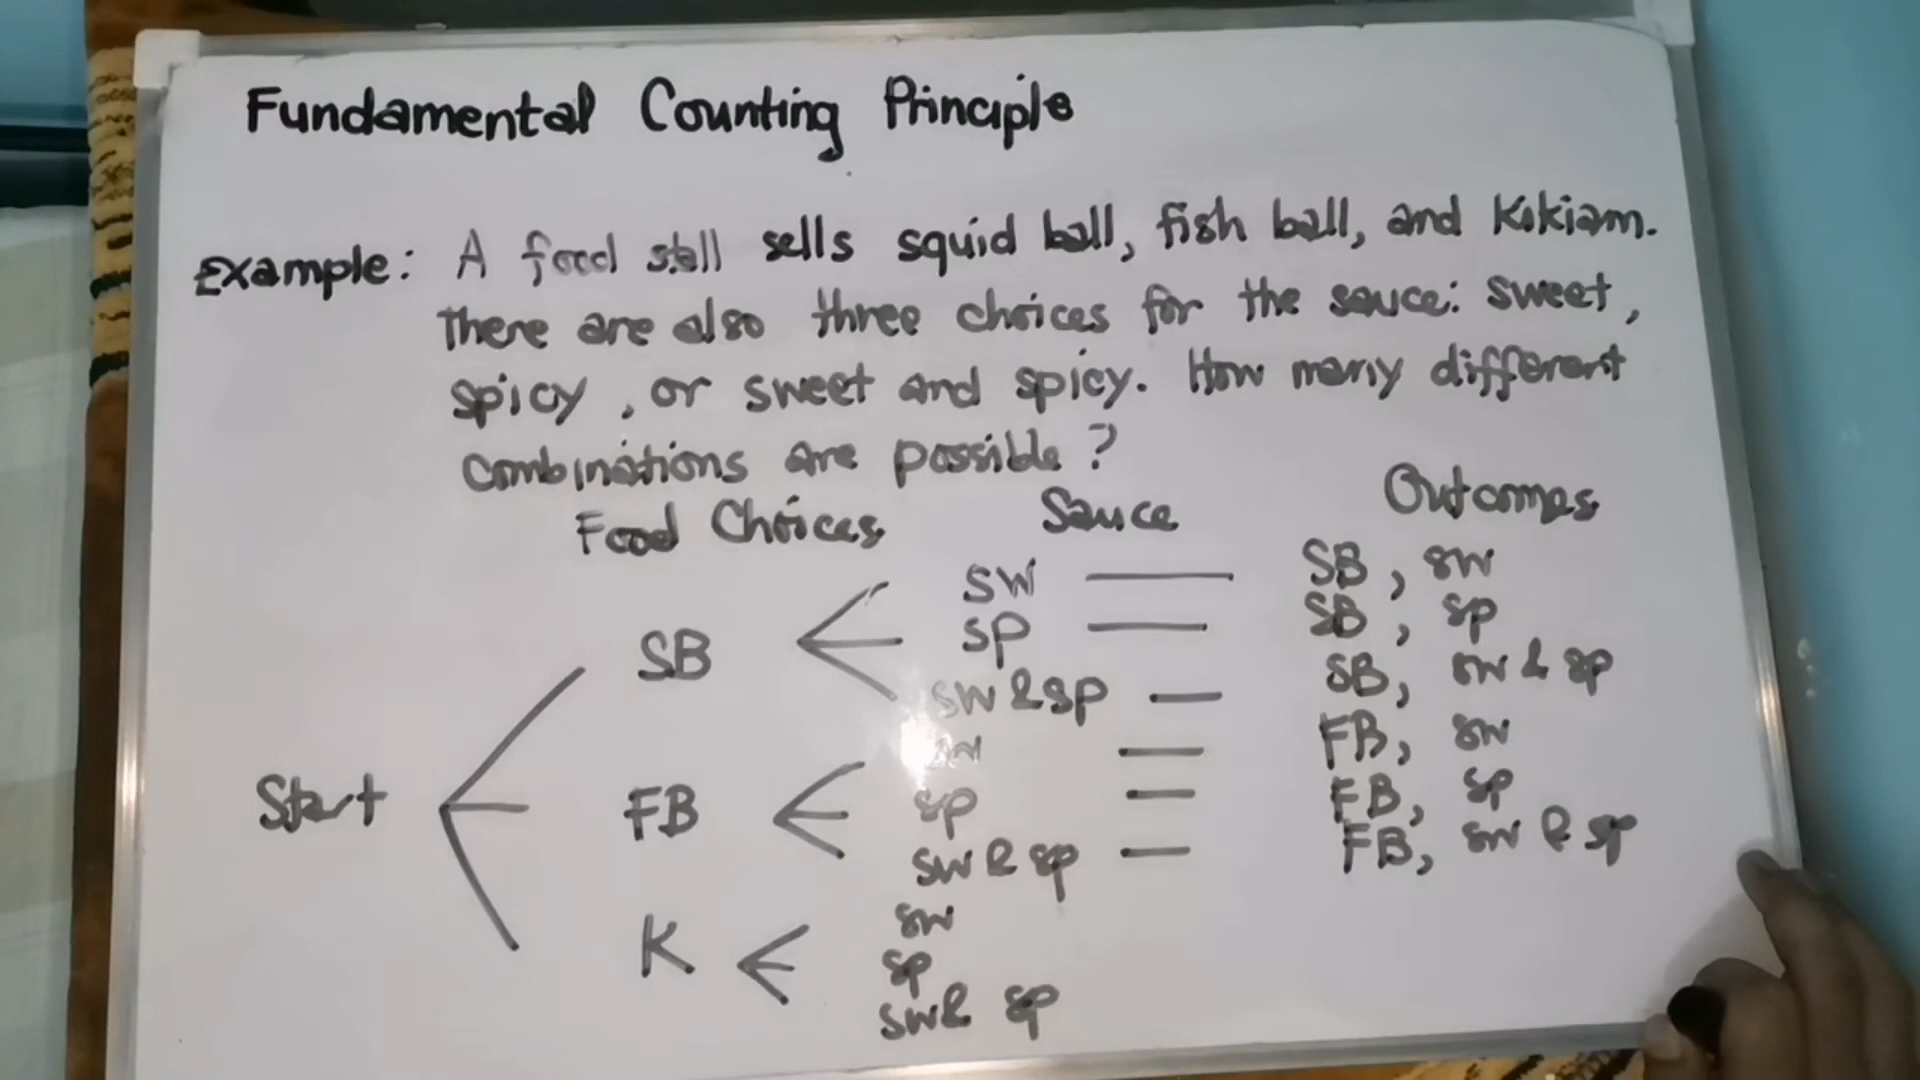 Fundamental Counting Principle
Example: A food stall sells squid ball, fish ball, and Kikiam.
There are also three choices for the sauce: sweet,
spicy, or sweet and spicy. How many different
combinations are possible?
Food Choices Sauce Outcomes
SW SB, sw
SB SP SB, sp
SW & SP SB, sw & sp
sw FB, sw
Start FB sp FB, sp
sw & sp FB, sw & sp
sw
K sp
sw & sp